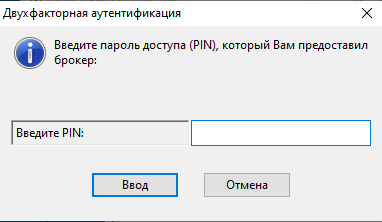 Двухфакторная аутентификация
Введите пароль доступа (PIN), который Вам предоставил
брокер:
Введите PIN:
Ввод
Отмена